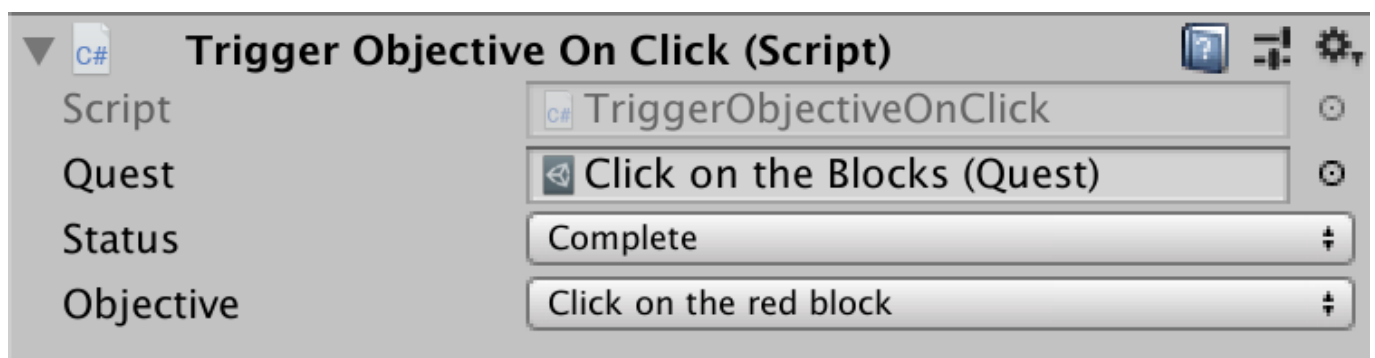 C# Trigger Objective On Click (Script) ?
Script C# TriggerObjectiveOnClick
Quest Click on the Blocks (Quest)
Status Complete
Objective Click on the red block